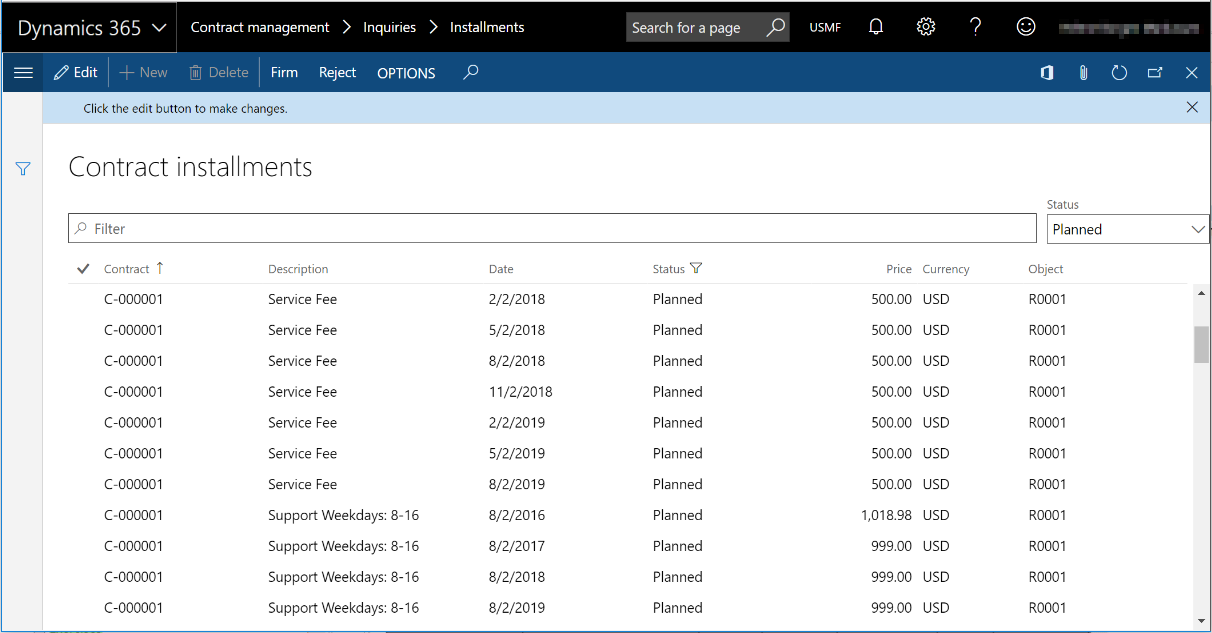 Dynamics 365 Contract management Inquiries Installments Search for a page USMF
Edit New Delete Firm Reject OPTIONS
Click the edit button to make changes.
Contract installments
Status
Filter Planned
Contract Description Date Status Price Currency Object
C-000001 Service Fee 2/2/2018 Planned 500.00 USD R0001
C-000001 Service Fee 5/2/2018 Planned 500.00 USD R0001
C-000001 Service Fee 8/2/2018 Planned 500.00 USD R0001
C-000001 Service Fee 11/2/2018 Planned 500.00 USD R0001
C-000001 Service Fee 2/2/2019 Planned 500.00 USD R0001
C-000001 Service Fee 5/2/2019 Planned 500.00 USD R0001
C-000001 Service Fee 8/2/2019 Planned 500.00 USD R0001
C-000001 Support Weekdays: 8-16 8/2/2016 Planned 1,018.98 USD R0001
C-000001 Support Weekdays: 8-16 8/2/2017 Planned 999.00 USD R0001
C-000001 Support Weekdays: 8-16 8/2/2018 Planned 999.00 USD R0001
C-000001 Support Weekdays: 8-16 8/2/2019 Planned 999.00 USD R0001